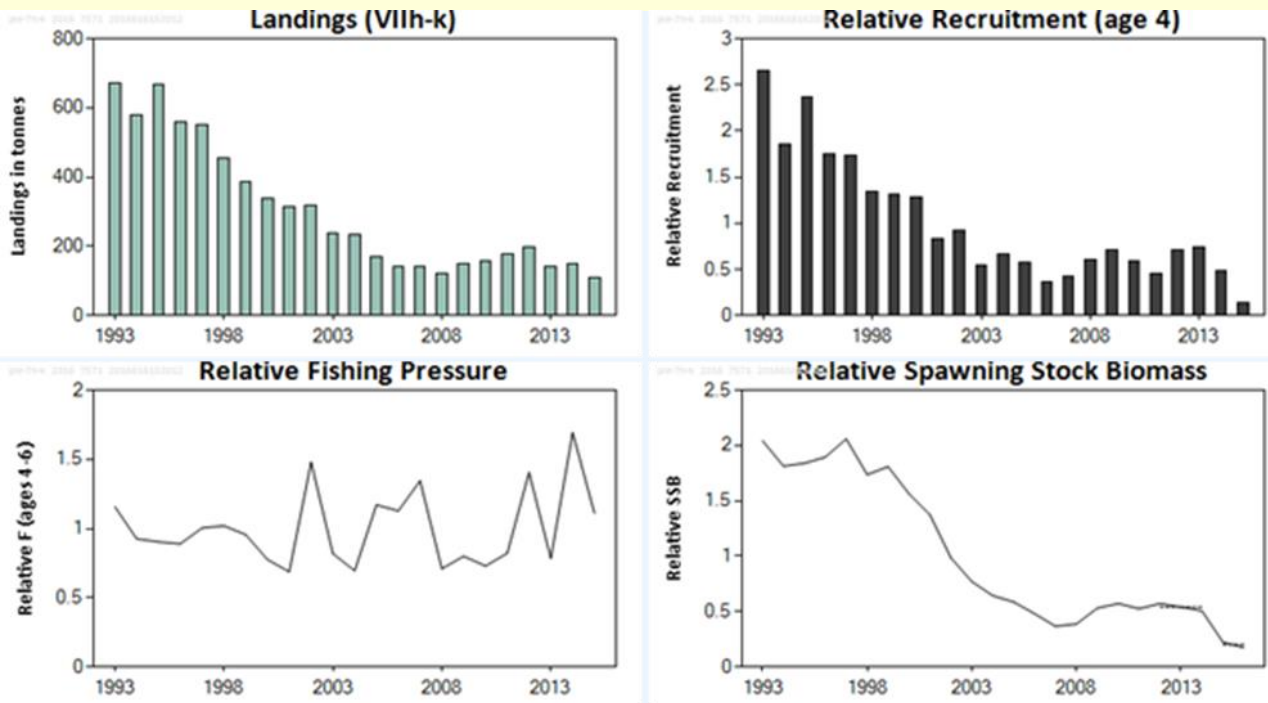 Landings (VIIh-k)
Landings in tonnes
800
600
400
200
0
1993 1998 2003 2008 2013
Relative Recruitment (age 4)
Relative Recruitment
3
2.5
2
1.5
1
0.5
0
1993 1998 2003 2008 2013
Relative Fishing Pressure
Relative F (ages 4-6)
2
1.5
1
0.5
0
1993 1998 2003 2008 2013
Relative Spawning Stock Biomass
Relative SSB
2.5
2
1.5
1
0.5
0
1993 1998 2003 2008 2013